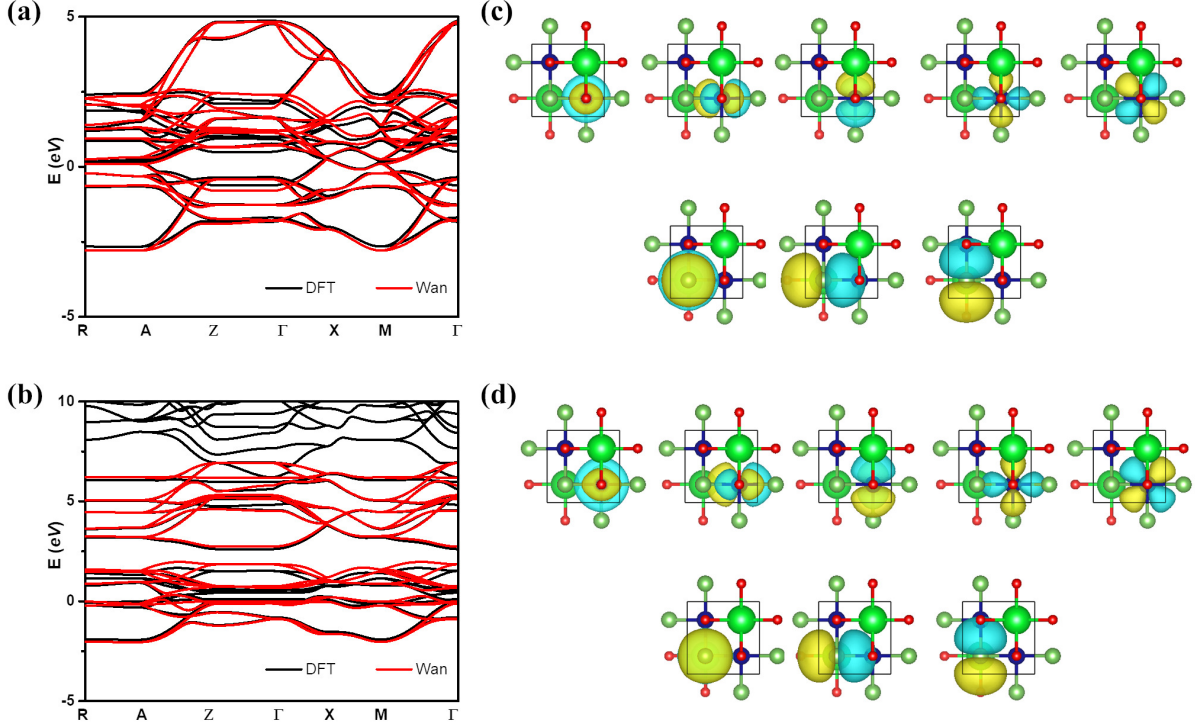 (a)
5
0
-5
E (eV)
DFT Wan
R A Z Γ X M Γ
(b)
10
5
0
-5
E (eV)
DFT Wan
R A Z Γ X M Γ
(c)
(d)